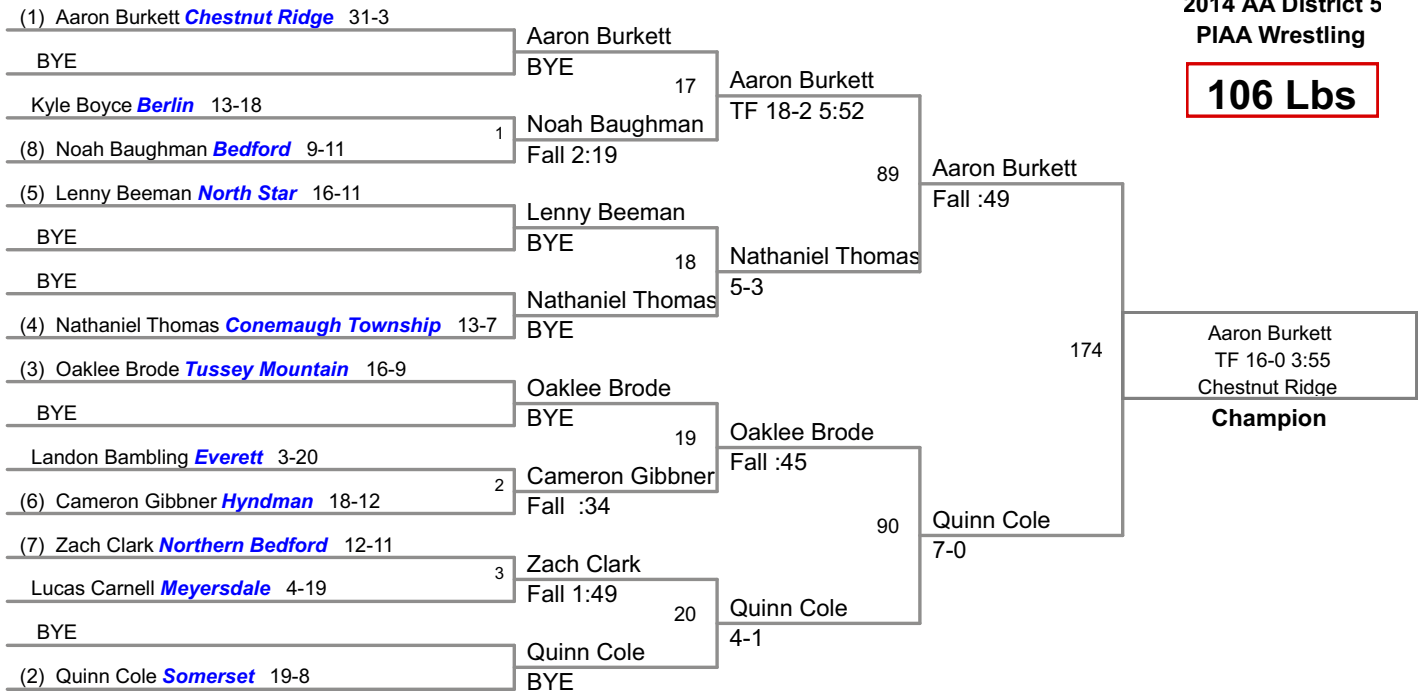 2014 AA District 5
PIAA Wrestling
106 Lbs
(1) Aaron Burkett Chestnut Ridge 31-3
BYE
Kyle Boyce Berlin 13-18
(8) Noah Baughman Bedford 9-11
(5) Lenny Beeman North Star 16-11
BYE
BYE
(4) Nathaniel Thomas Conemaugh Township 13-7
(3) Oaklee Brode Tussey Mountain 16-9
BYE
Landon Bambling Everett 3-20
(6) Cameron Gibbner Hyndman 18-12
(7) Zach Clark Northern Bedford 12-11
Lucas Carnell Meyersdale 4-19
BYE
(2) Quinn Cole Somerset 19-8
1
2
3
Aaron Burkett
BYE
Noah Baughman
Fall 2:19
Lenny Beeman
BYE
Nathaniel Thomas
BYE
Oaklee Brode
BYE
Cameron Gibbner
Fall :34
Zach Clark
Fall 1:49
Quinn Cole
BYE
17
18
19
20
Aaron Burkett
TF 18-2 5:52
Nathaniel Thomas
5-3
Oaklee Brode
Fall :45
Quinn Cole
4-1
89
90
Aaron Burkett
Fall :49
Quinn Cole
7-0
174
Aaron Burkett
TF 16-0 3:55
Chestnut Ridge
Champion